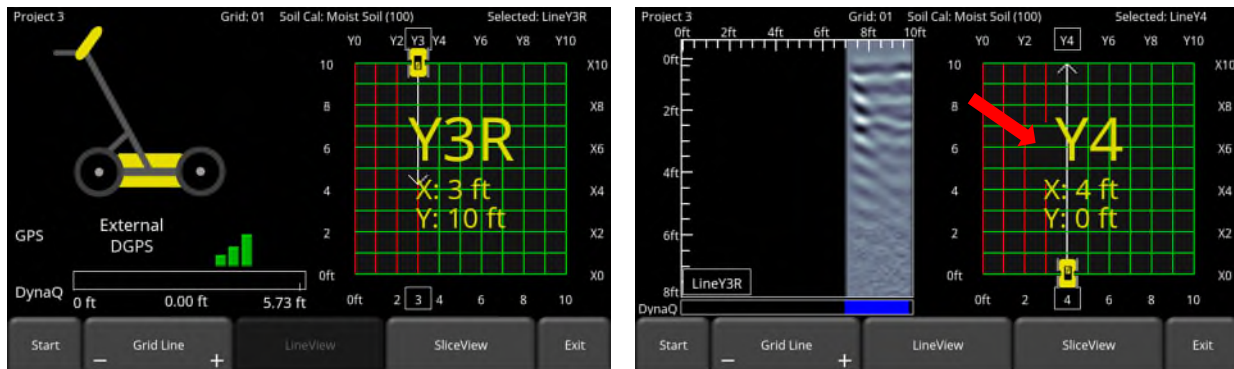 Project 3 Grid: 01 Soil Cal: Moist Soil (100) Selected: LineY3R
Y0 Y2 Y3 Y4 Y6 Y8 Y10
10 X10
8 X8
Y3R
6 X6
X: 3 ft
4 X4
Y: 10 ft
External
GPS DGPS
2 X2
0ft X0
DynaQ 0 ft 0.00 ft 5.73 ft
0ft 2 3 4 6 8 10
Start − Grid Line + LineView SliceView Exit
Project 3 Grid: 01 Soil Cal: Moist Soil (100) Selected: LineY4
0ft 2ft 4ft 6ft 8ft 10ft
0ft
2ft
4ft
6ft
8ft
LineY3R
DynaQ
Y0 Y2 Y4 Y6 Y8 Y10
10 X10
8 X8
Y4
6 X6
X: 4 ft
4 X4
Y: 0 ft
2 X2
0ft X0
0ft 2 4 6 8 10
Start − Grid Line + LineView SliceView Exit